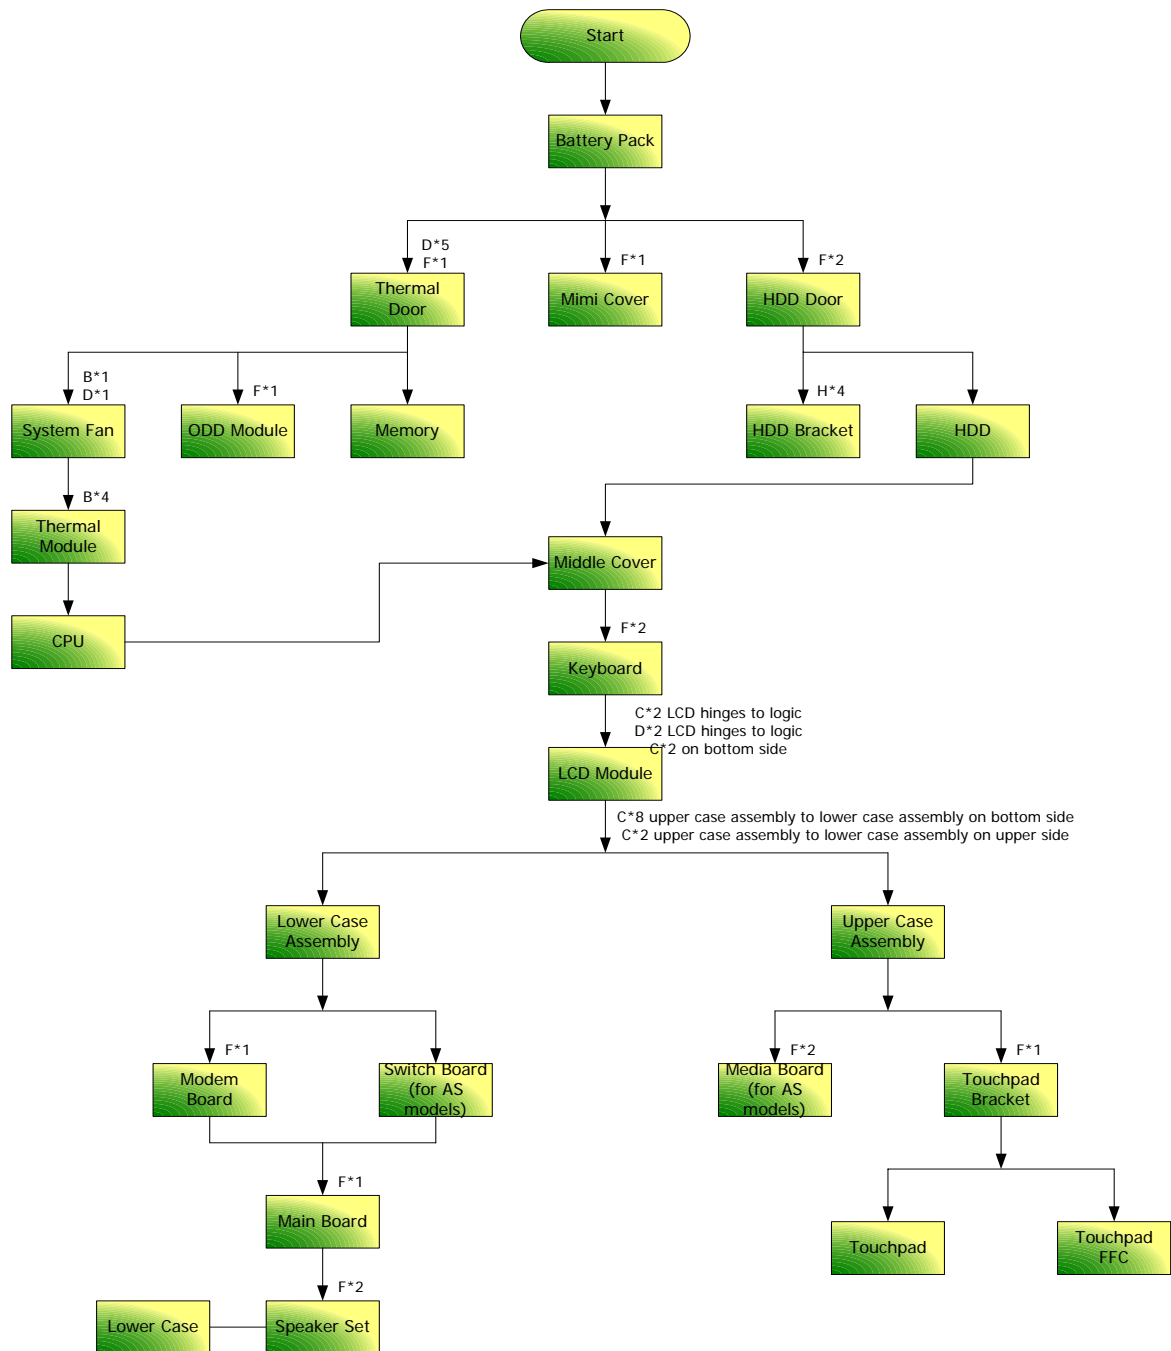 Start
Battery Pack
D*5
F*1
F*1
F*2
Thermal
Door
Mimi Cover
HDD Door
B*1
D*1
F*1
H*4
System Fan
ODD Module
Memory
HDD Bracket
HDD
B*4
Thermal
Module
Middle Cover
CPU
F*2
Keyboard
C*2 LCD hinges to logic
D*2 LCD hinges to logic
C*2 on bottom side
LCD Module
C*8 upper case assembly to lower case assembly on bottom side
C*2 upper case assembly to lower case assembly on upper side
Lower Case
Assembly
Upper Case
Assembly
F*1
F*2
F*1
Modem
Board
Switch Board
(for AS
models)
Media Board
(for AS
models)
Touchpad
Bracket
F*1
Main Board
Touchpad
Touchpad
FFC
F*2
Lower Case
Speaker Set